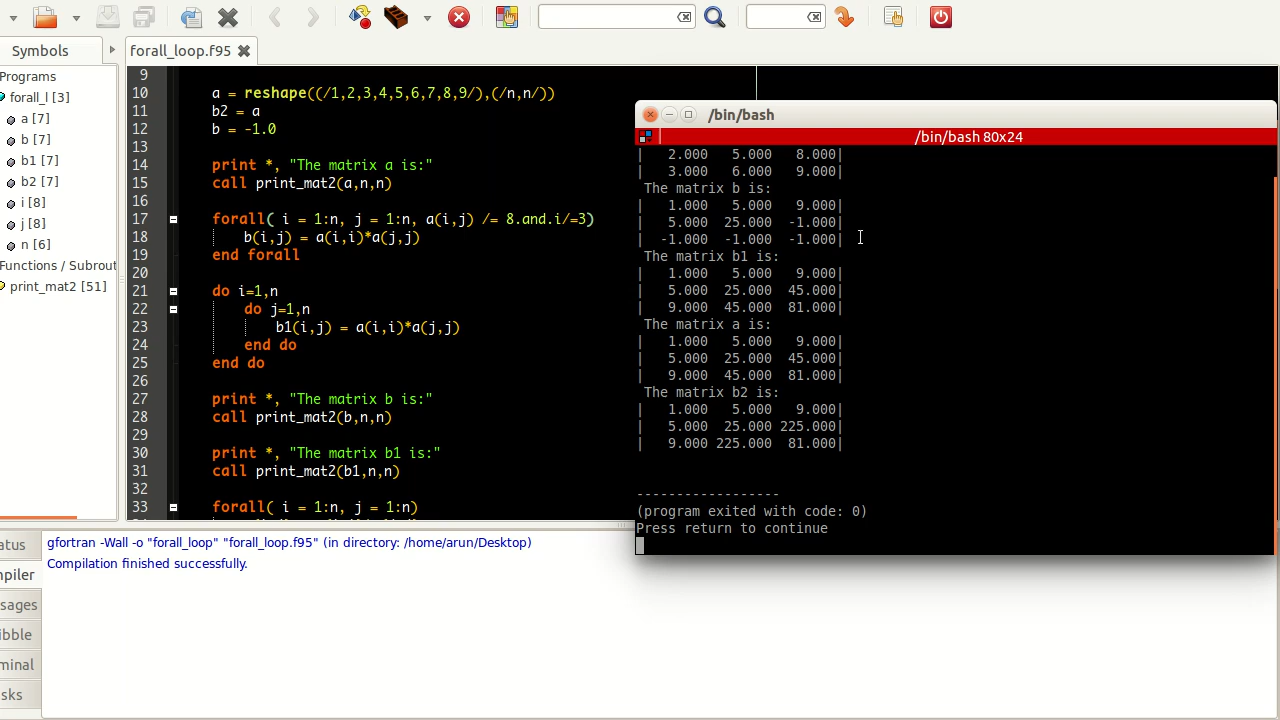 Symbols
forall_loop.f95
Programs
forall_l [3]
a [7]
b [7]
b1 [7]
b2 [7]
i [8]
j [8]
n [6]
Functions / Subrout
print_mat2 [51]
9
10 a = reshape((/1,2,3,4,5,6,7,8,9/),(/n,n/))
11 b2 = a
12 b = -1.0
13
14 print *, "The matrix a is:"
15 call print_mat2(a,n,n)
16
17 forall( i = 1:n, j = 1:n, a(i,j) /= 8.and.i/=3)
18 b(i,j) = a(i,i)*a(j,j)
19 end forall
20
21 do i=1,n
22 do j=1,n
23 b1(i,j) = a(i,i)*a(j,j)
24 end do
25 end do
26
27 print *, "The matrix b is:"
28 call print_mat2(b,n,n)
29
30 print *, "The matrix b1 is:"
31 call print_mat2(b1,n,n)
32
33 forall( i = 1:n, j = 1:n)
/bin/bash
/bin/bash 80x24
| 2.000 5.000 8.000|
| 3.000 6.000 9.000|
The matrix b is:
| 1.000 5.000 9.000|
| 5.000 25.000 -1.000|
| -1.000 -1.000 -1.000|
The matrix b1 is:
| 1.000 5.000 9.000|
| 5.000 25.000 45.000|
| 9.000 45.000 81.000|
The matrix a is:
| 1.000 5.000 9.000|
| 5.000 25.000 45.000|
| 9.000 45.000 81.000|
The matrix b2 is:
| 1.000 5.000 9.000|
| 5.000 25.000 225.000|
| 9.000 225.000 81.000|
------------------
(program exited with code: 0)
Press return to continue
atus
mpiler
ssages
ibble
minal
sks
gfortran -Wall -o "forall_loop" "forall_loop.f95" (in directory: /home/arun/Desktop)
Compilation finished successfully.